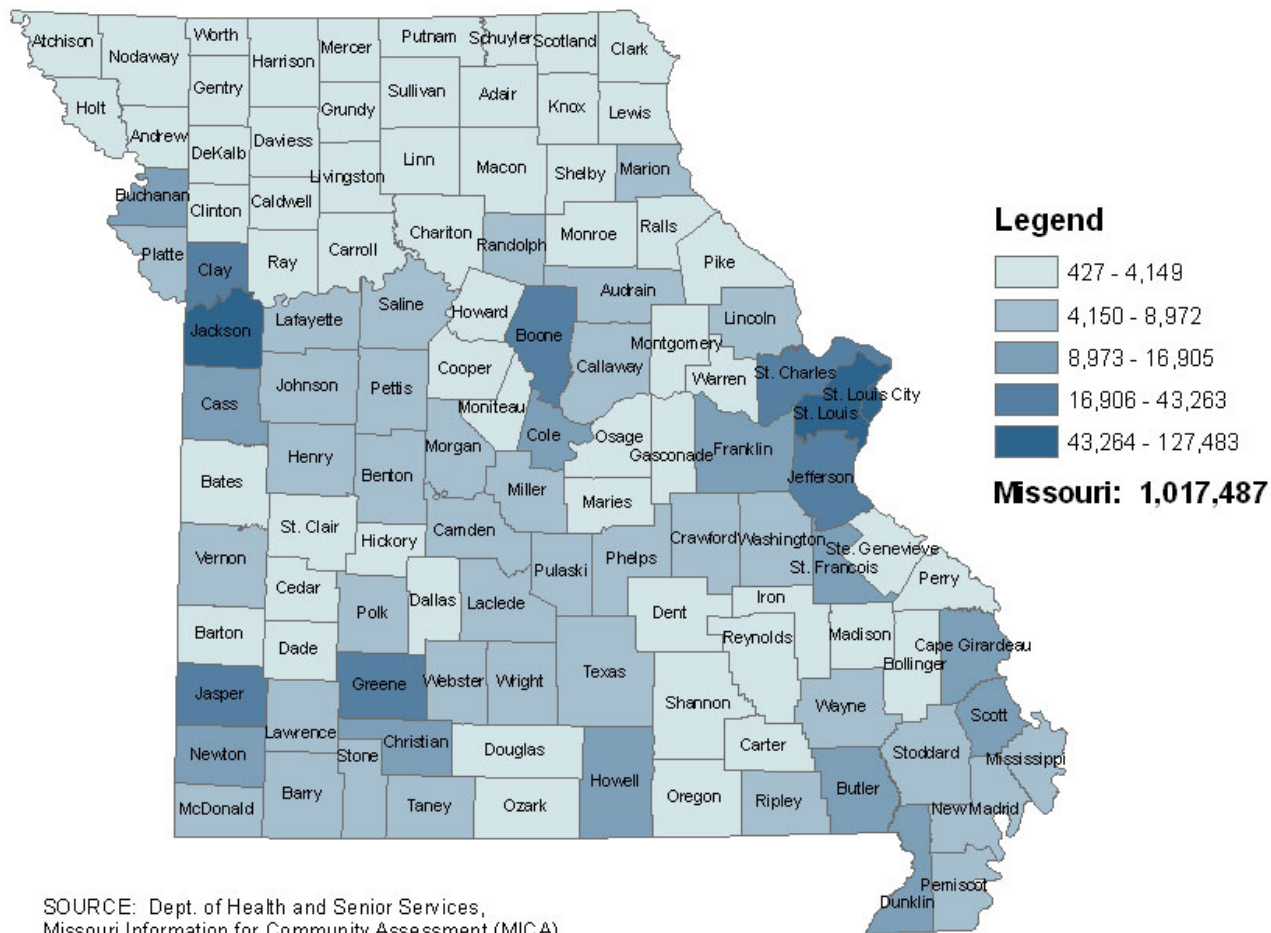 Atchison
Nodaway
Worth
Harrison
Mercer
Putnam
Schuyler
Scotland
Clark
Holt
Andrew
Gentry
DeKalb
Daviess
Grundy
Sullivan
Adair
Knox
Lewis
Livingston
Linn
Macon
Shelby
Marion
Buchanan
Clinton
Caldwell
Platte
Clay
Ray
Carroll
Chariton
Randolph
Monroe
Ralls
Pike
Jackson
Lafayette
Saline
Howard
Boone
Audrain
Callaway
Montgomery
Lincoln
Warren
St. Charles
St. Louis City
St. Louis
Cass
Johnson
Pettis
Cooper
Moniteau
Morgan
Cole
Osage
Gasconade
Franklin
Jefferson
Bates
Henry
Benton
Miller
Maries
St. Clair
Hickory
Camden
Vernon
Cedar
Polk
Dallas
Laclede
Pulaski
Phelps
Crawford
Washington
Ste. Genevieve
St. Francois
Perry
Barton
Dade
Dent
Iron
Reynolds
Madison
Bollinger
Cape Girardeau
Jasper
Greene
Webster
Wright
Texas
Shannon
Wayne
Scott
Newton
Lawrence
Stone
Christian
Douglas
Howell
Carter
Butler
Stoddard
Mississippi
McDonald
Barry
Taney
Ozark
Oregon
Ripley
New Madrid
Dunklin
Pemiscot
Legend
427 - 4,149
4,150 - 8,972
8,973 - 16,905
16,906 - 43,263
43,264 - 127,483
Missouri: 1,017,487
SOURCE: Dept. of Health and Senior Services,
Missouri Information for Community Assessment (MICA)